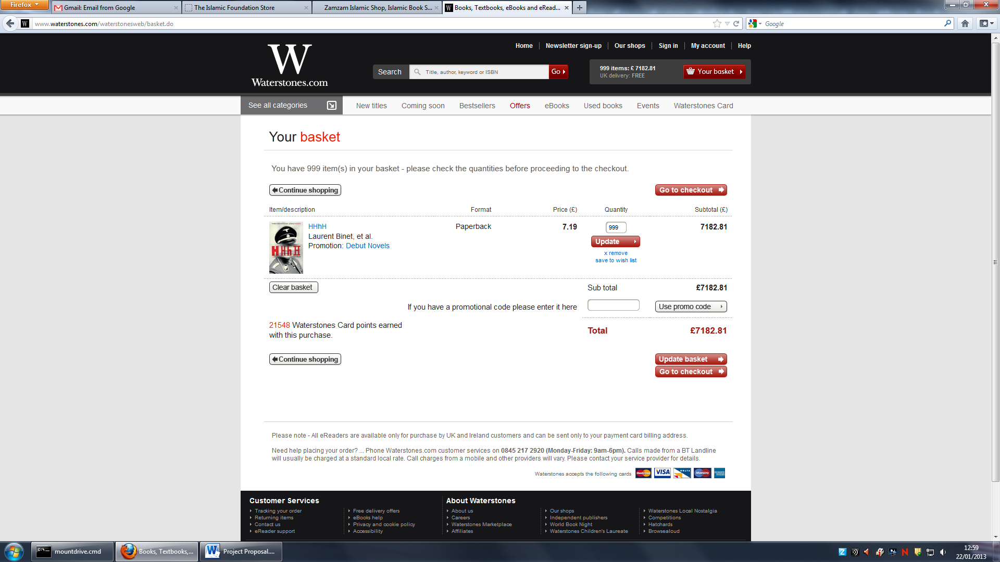 Firefox
Gmail: Email from Google
The Islamic Foundation Store
Zamzam Islamic Shop, Islamic Book S...
Books, Textbooks, eBooks and eRead...
www.waterstones.com/waterstonesweb/basket.do
Google
Home
Newsletter sign-up
Our shops
Sign in
My account
Help
W
Waterstones.com
Search
Title, author, keyword or ISBN
Go
999 items: £ 7182.81
UK delivery: FREE
Your basket
See all categories
New titles
Coming soon
Bestsellers
Offers
eBooks
Used books
Events
Waterstones Card
Your basket
You have 999 item(s) in your basket - please check the quantities before proceeding to the checkout.
Continue shopping
Go to checkout
Item/description
Format
Price (£)
Quantity
Subtotal (£)
HHhH
HHhH
Laurent Binet, et al.
Promotion: Debut Novels
Paperback
7.19
999
7182.81
Update
x remove
save to wish list
Clear basket
Sub total
£7182.81
If you have a promotional code please enter it here
Use promo code
21548 Waterstones Card points earned
with this purchase.
Total
£7182.81
Continue shopping
Update basket
Go to checkout
Please note - All eReaders are available only for purchase by UK and Ireland customers and can be sent only to your payment card billing address.
Need help placing your order? ... Phone Waterstones.com customer services on 0845 217 2920 (Monday-Friday: 9am-6pm). Calls made from a BT Landline
will usually be charged at a standard local rate. Call charges from a mobile and other providers will vary. Please contact your service provider for details.
Waterstones accepts the following cards
MasterCard
VISA
DELTA
Maestro
Customer Services
Tracking your order
Returning items
Contact us
eReader support
Free delivery offers
eBooks help
Privacy and cookie policy
Accessibility
About Waterstones
About us
Careers
Waterstones Marketplace
Affiliates
Our shops
Independent publishers
World Book Night
Waterstones Children's Laureate
Waterstones Local Nostalgia
Competitions
Hatchards
Browsealoud
mountdrive.cmd
Books, Textbooks,...
Project Proposal....
12:59
22/01/2013